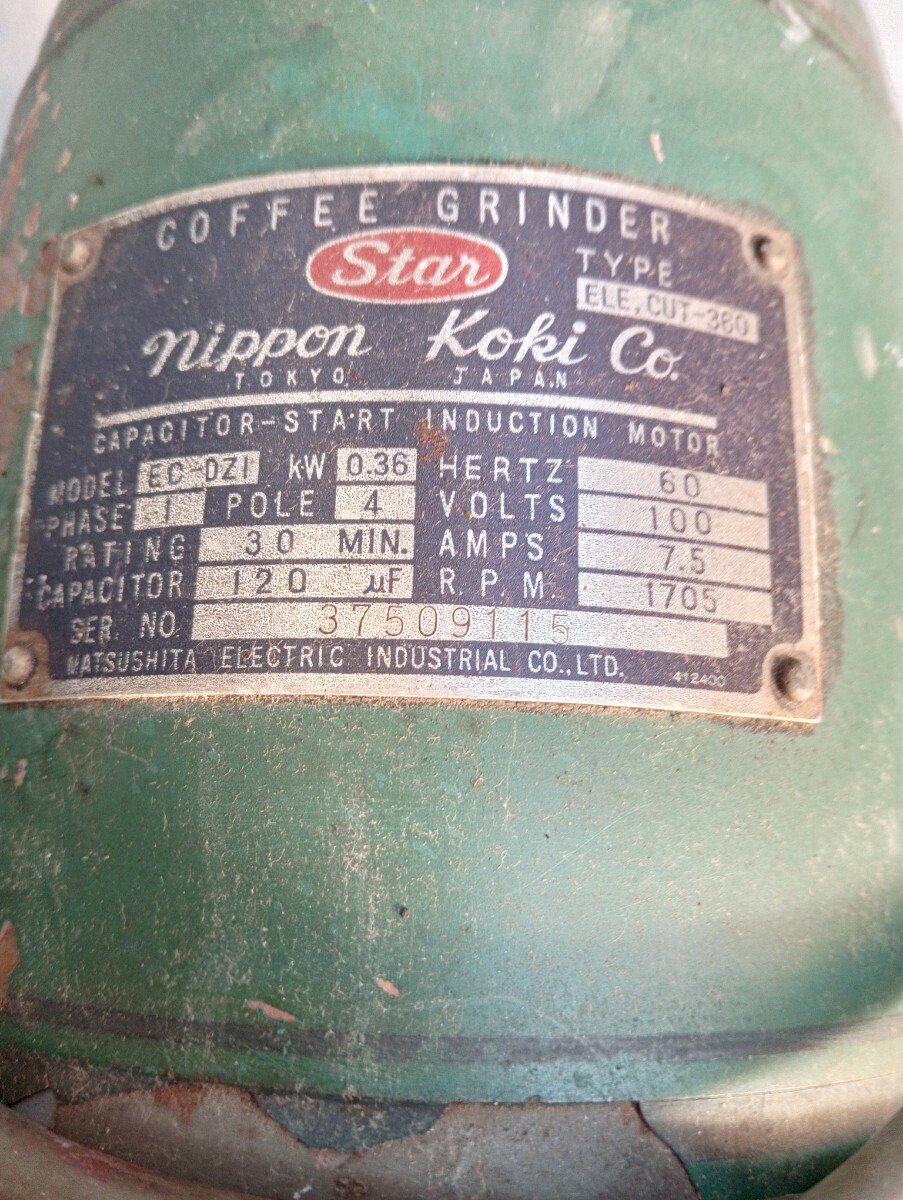 COFFEE GRINDER
Star
TYPE
ELE, CUT-360
Nippon Koki Co.
TOKYO JAPAN
CAPACITOR-START INDUCTION MOTOR
MODEL EC-DZ1 kW 0.36 HERTZ 60
PHASE 1 POLE 4 VOLTS 100
RATING 30 MIN. AMPS 7.5
CAPACITOR 120 μF R.P.M. 1705
SER. NO. 37509115
MATSUSHITA ELECTRIC INDUSTRIAL CO., LTD. 412400